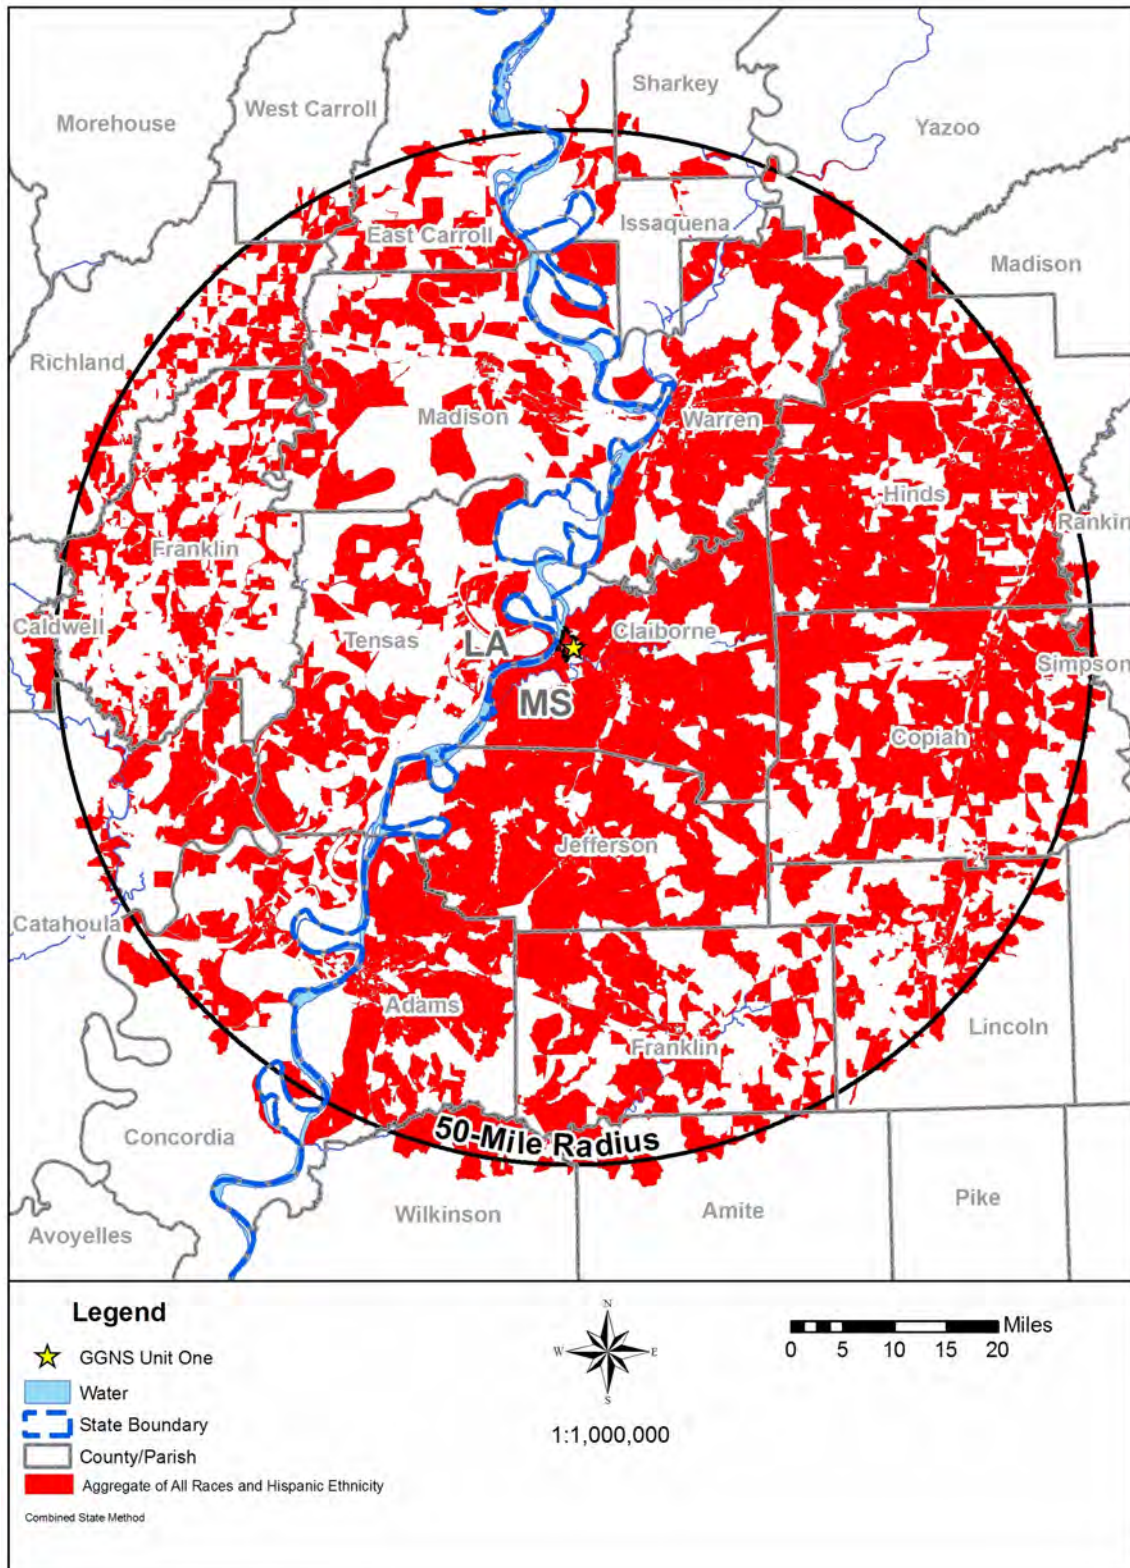 Sharkey
West Carroll
Morehouse
Yazoo
Issaquena
East Carroll
Madison
Richland
Madison
Warren
Hinds
Rankin
Franklin
Caldwell
Claiborne
Tensas
LA
Simpson
MS
Copiah
Jefferson
Catahoula
Adams
Lincoln
Franklin
50-Mile Radius
Concordia
Pike
Amite
Wilkinson
Avoyelles
Legend
GGNS Unit One
Water
State Boundary
County/Parish
Aggregate of All Races and Hispanic Ethnicity
Combined State Method
N
W E
S
1:1,000,000
Miles
0 5 10 15 20